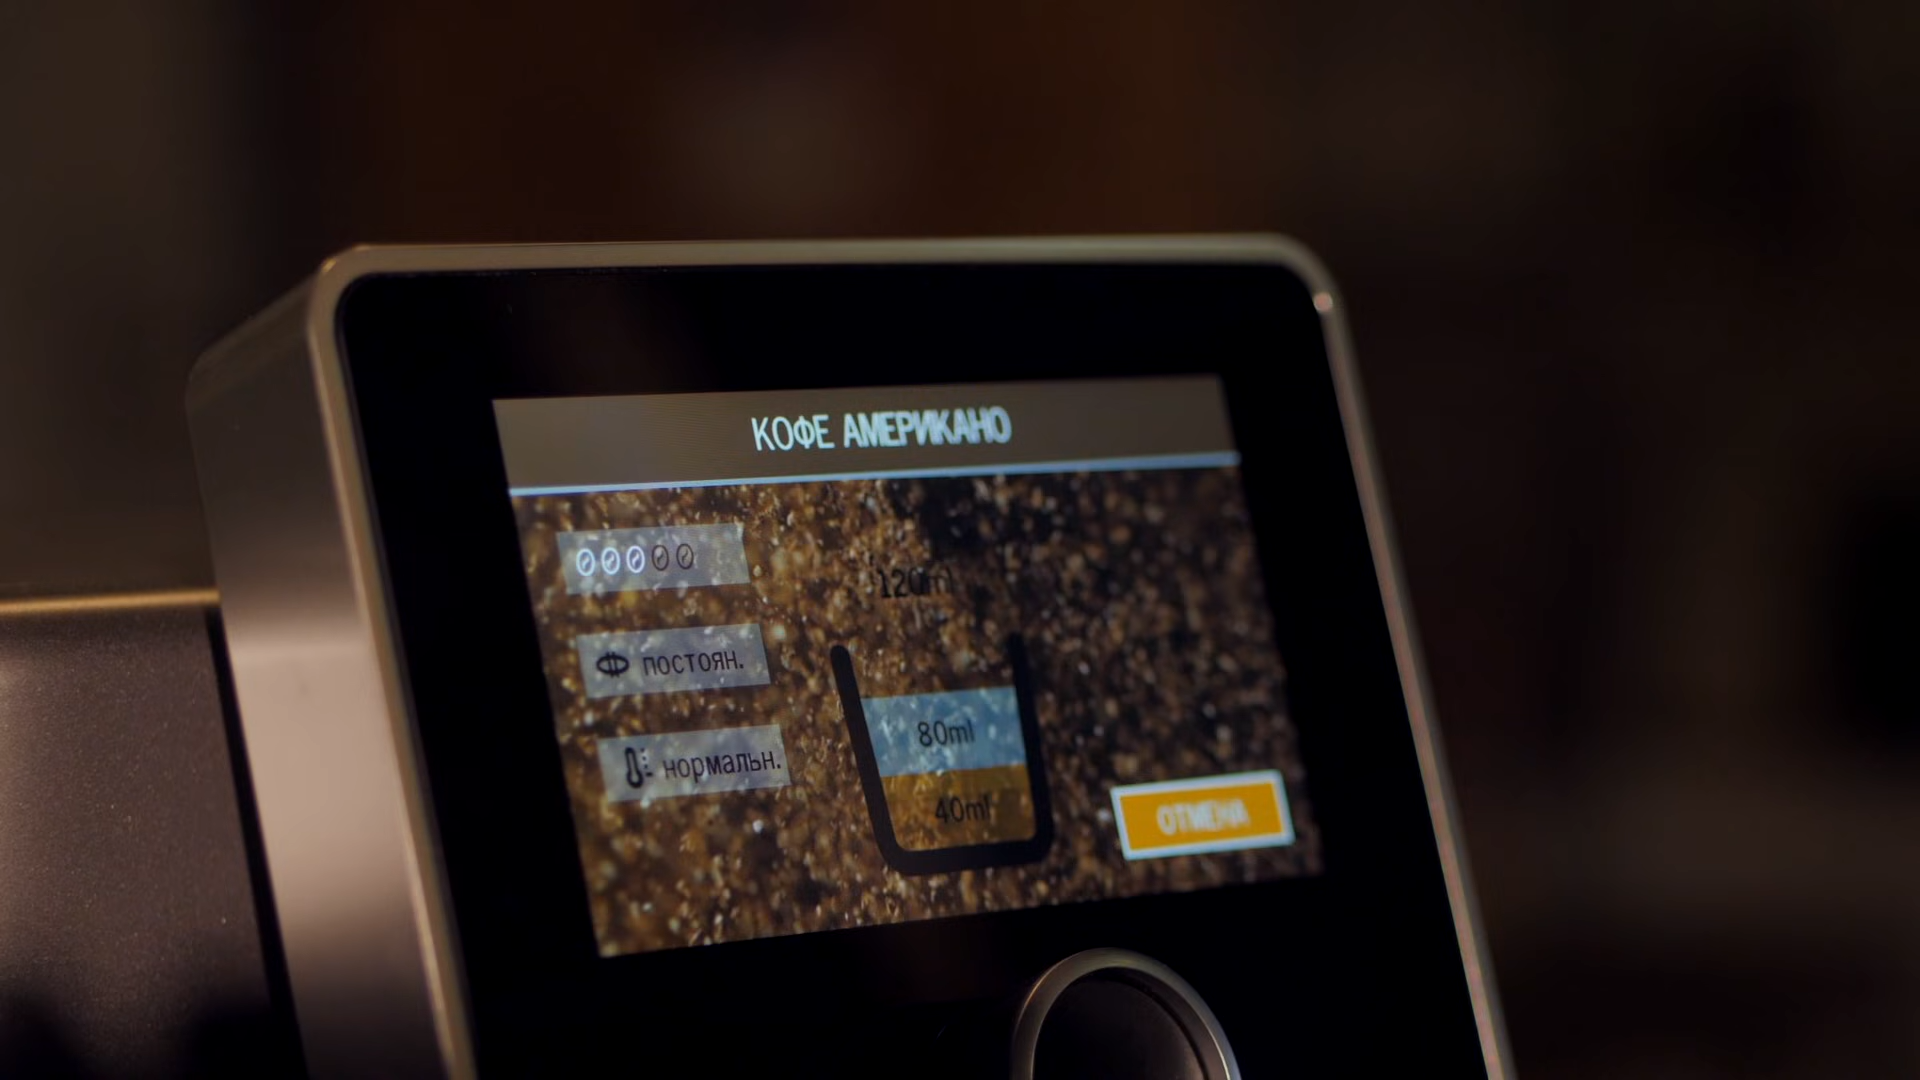 КОФЕ АМЕРИКАНО
120ml
постоян.
80ml
нормальн.
40ml
ОТМЕНА